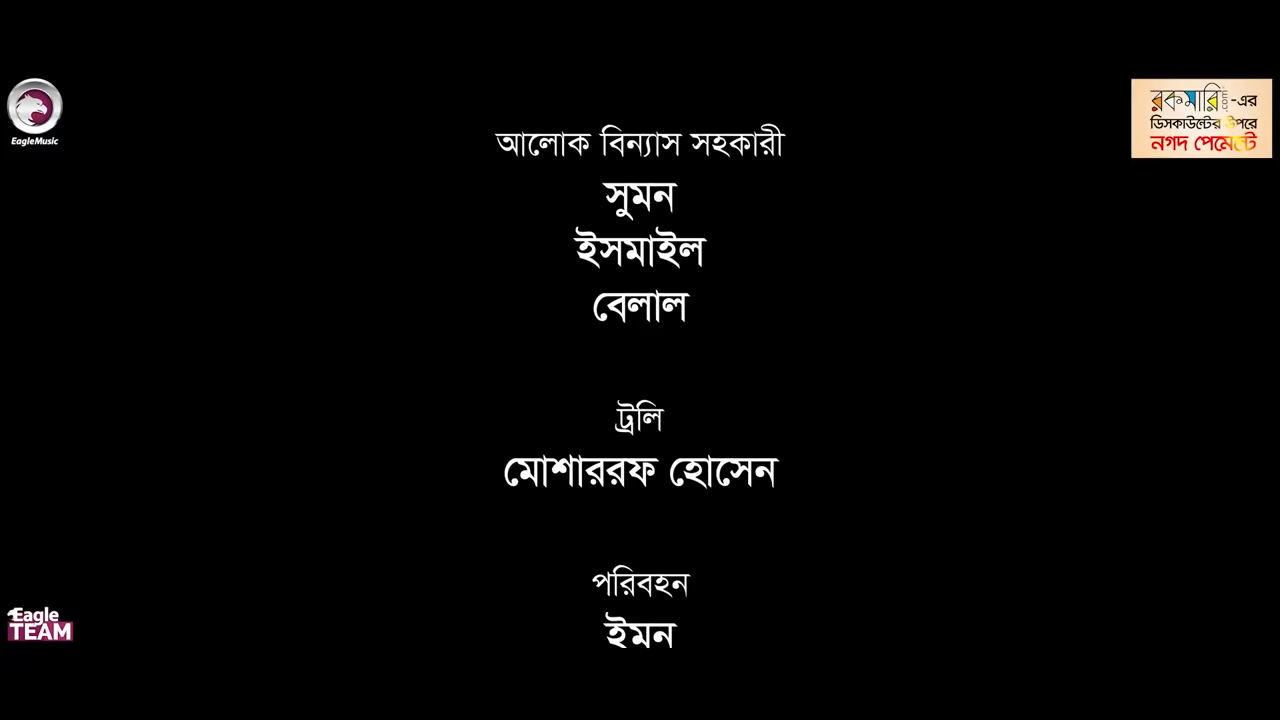 EagleMusic
রকমারি.com-এর
ডিসকাউন্টের উপরে
নগদ পেমেন্টে
আলোক বিন্যাস সহকারী
সুমন
ইসমাইল
বেলাল
ট্রলি
মোশাররফ হোসেন
পরিবহন
ইমন
Eagle
TEAM